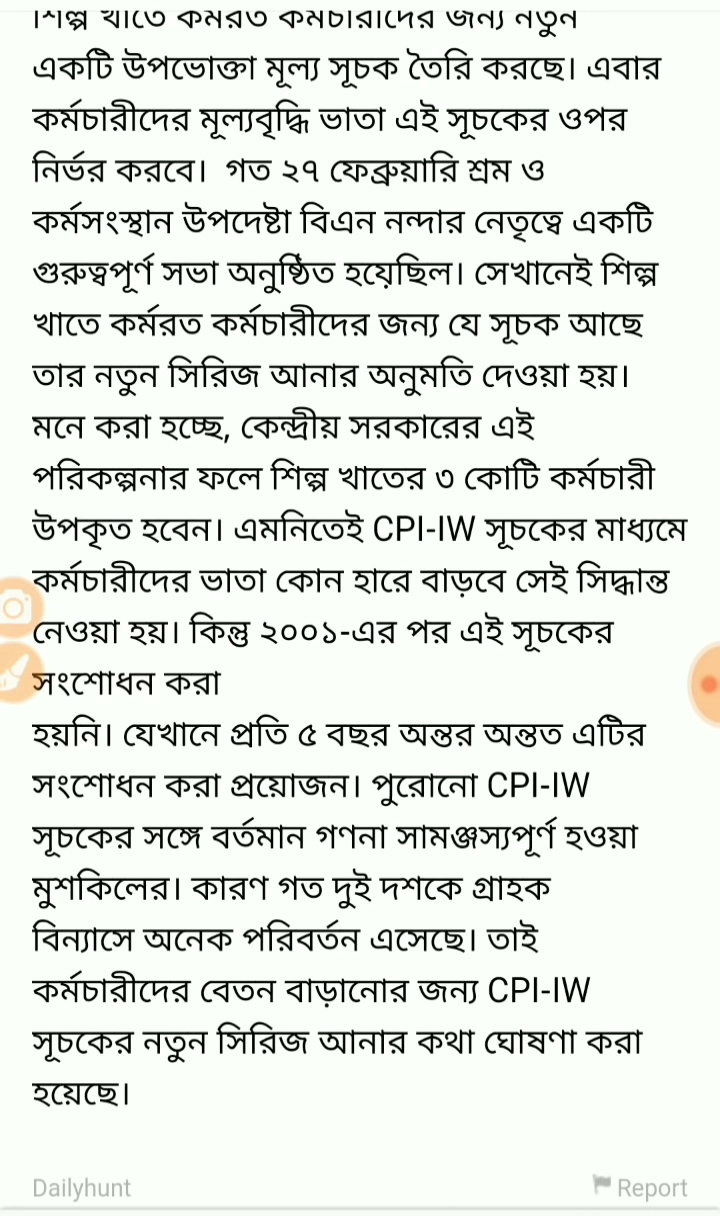 শিল্প খাতে কর্মরত কর্মচারীদের জন্য নতুন
একটি উপভোক্তা মূল্য সূচক তৈরি করছে। এবার
কর্মচারীদের মূল্যবৃদ্ধি ভাতা এই সূচকের ওপর
নির্ভর করবে। গত ২৭ ফেব্রুয়ারি শ্রম ও
কর্মসংস্থান উপদেষ্টা বিএন নন্দার নেতৃত্বে একটি
গুরুত্বপূর্ণ সভা অনুষ্ঠিত হয়েছিল। সেখানেই শিল্প
খাতে কর্মরত কর্মচারীদের জন্য যে সূচক আছে
তার নতুন সিরিজ আনার অনুমতি দেওয়া হয়।
মনে করা হচ্ছে, কেন্দ্রীয় সরকারের এই
পরিকল্পনার ফলে শিল্প খাতের ৩ কোটি কর্মচারী
উপকৃত হবেন। এমনিতেই CPI-IW সূচকের মাধ্যমে
কর্মচারীদের ভাতা কোন হারে বাড়বে সেই সিদ্ধান্ত
নেওয়া হয়। কিন্তু ২০০১-এর পর এই সূচকের
সংশোধন করা
হয়নি। যেখানে প্রতি ৫ বছর অন্তর অন্তত এটির
সংশোধন করা প্রয়োজন। পুরোনো CPI-IW
সূচকের সঙ্গে বর্তমান গণনা সামঞ্জস্যপূর্ণ হওয়া
মুশকিলের। কারণ গত দুই দশকে গ্রাহক
বিন্যাসে অনেক পরিবর্তন এসেছে। তাই
কর্মচারীদের বেতন বাড়ানোর জন্য CPI-IW
সূচকের নতুন সিরিজ আনার কথা ঘোষণা করা
হয়েছে।
Dailyhunt
Report